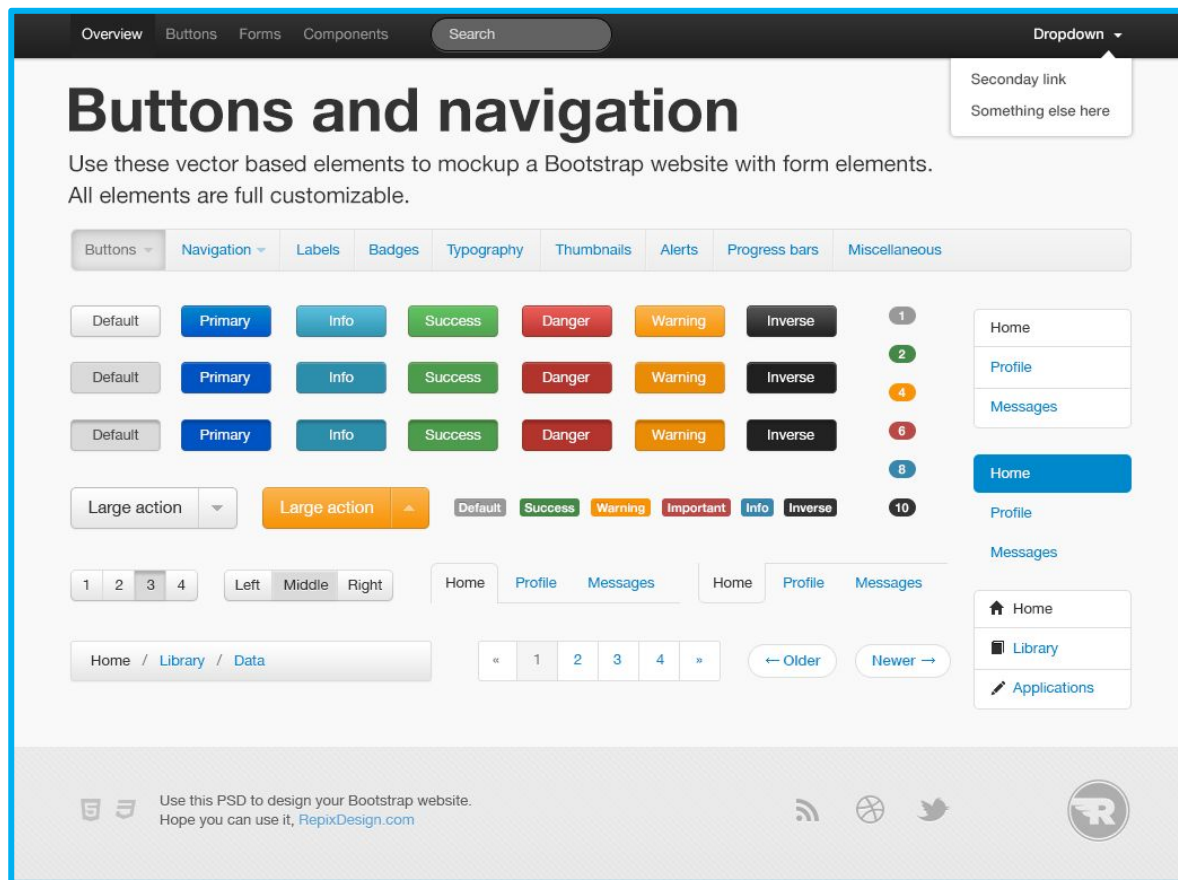 Overview Buttons Forms Components Search Dropdown
Seconday link
Something else here
Buttons and navigation
Use these vector based elements to mockup a Bootstrap website with form elements.
All elements are full customizable.
Buttons Navigation Labels Badges Typography Thumbnails Alerts Progress bars Miscellaneous
Default Primary Info Success Danger Warning Inverse
Default Primary Info Success Danger Warning Inverse
Default Primary Info Success Danger Warning Inverse
1
2
4
6
8
10
Home
Profile
Messages
Home
Profile
Messages
Large action Large action Default Success Warning Important Info Inverse
1 2 3 4 Left Middle Right Home Profile Messages Home Profile Messages
Home / Library / Data « 1 2 3 4 » ← Older Newer →
Home
Library
Applications
Use this PSD to design your Bootstrap website.
Hope you can use it, RepixDesign.com
R